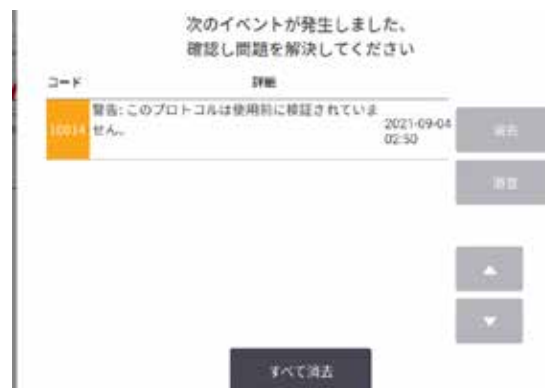 次のイベントが発生しました、
確認し問題を解決してください
コード
詳細
警告: このプロトコルは使用前に検証されていま
せん。
10014
2021-09-04
02:50
消去
すべて消去